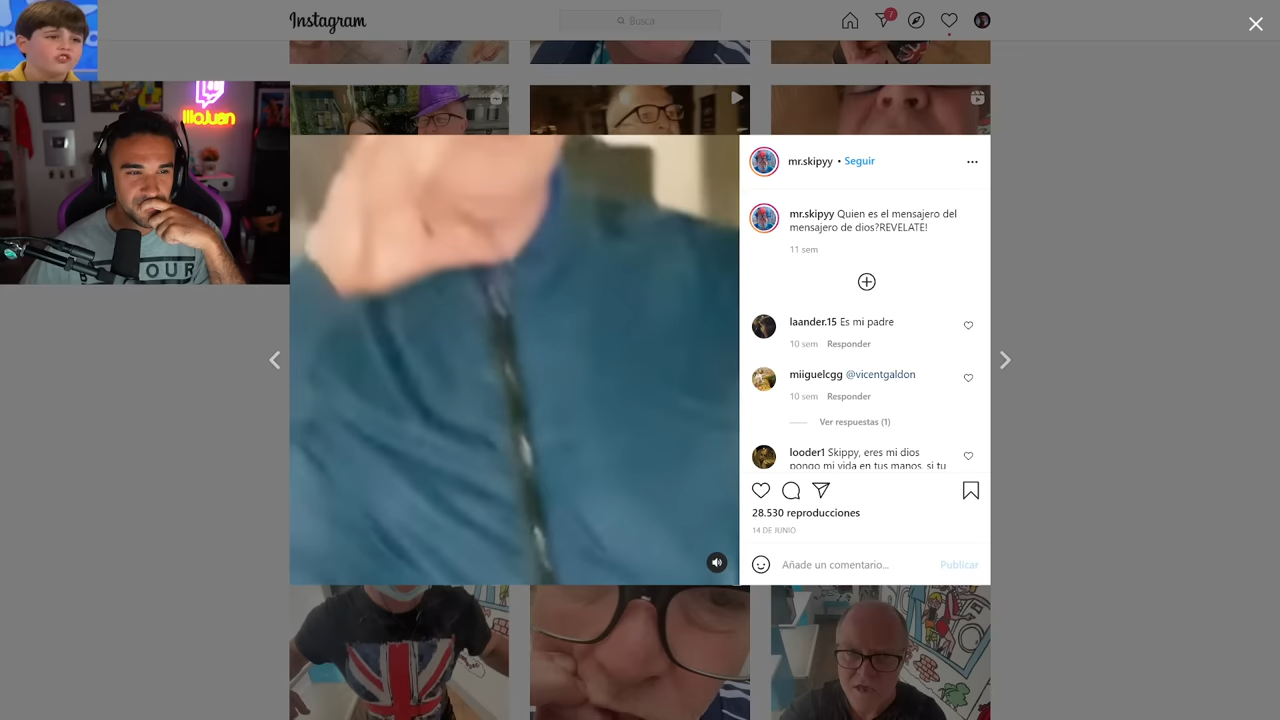 Instagram
Busca
7
IlloJuan
OUR
mr.skipyy • Seguir
mr.skipyy Quien es el mensajero del
mensajero de dios?REVELATE!
11 sem
laander.15 Es mi padre
10 sem Responder
miiguelcgg @vicentgaldon
10 sem Responder
Ver respuestas (1)
looder1 Skippy, eres mi dios
pongo mi vida en tus manos, si tu
28.530 reproducciones
14 DE JUNIO
Añade un comentario...
Publicar